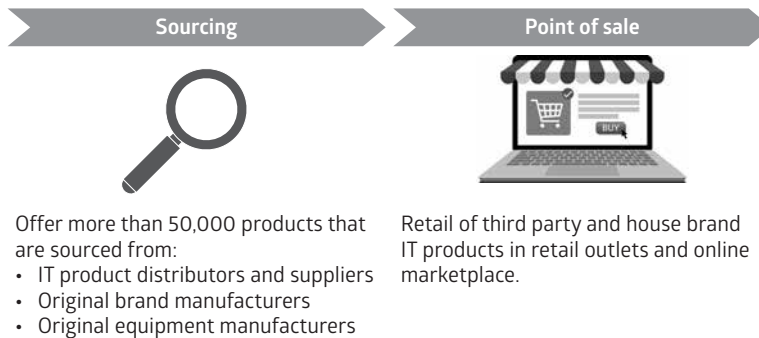 Sourcing
Point of sale
BUY
Offer more than 50,000 products that
are sourced from:
• IT product distributors and suppliers
• Original brand manufacturers
• Original equipment manufacturers
Retail of third party and house brand
IT products in retail outlets and online
marketplace.